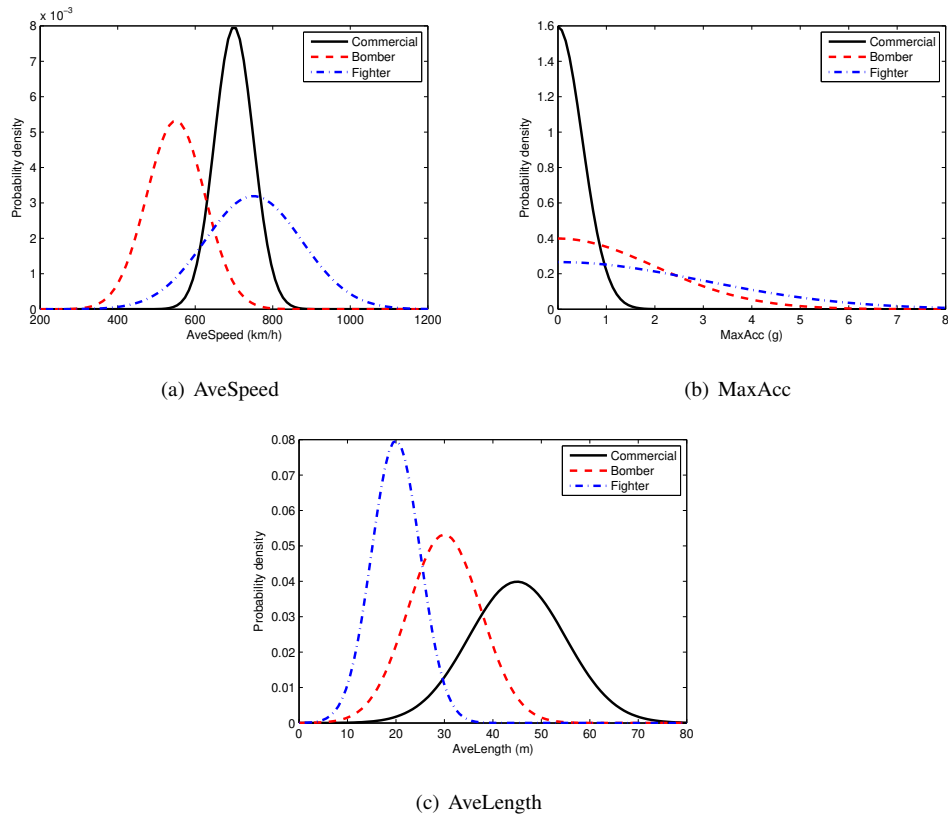 x 10⁻³
8
7
6
5
4
3
2
1
0
200 400 600 800 1000 1200
Probability density
AveSpeed (km/h)
Commercial
Bomber
Fighter
(a) AveSpeed
1.6
1.4
1.2
1
0.8
0.6
0.4
0.2
0
0 1 2 3 4 5 6 7 8
Probability density
MaxAcc (g)
Commercial
Bomber
Fighter
(b) MaxAcc
0.08
0.07
0.06
0.05
0.04
0.03
0.02
0.01
0
0 10 20 30 40 50 60 70 80
Probability density
AveLength (m)
Commercial
Bomber
Fighter
(c) AveLength